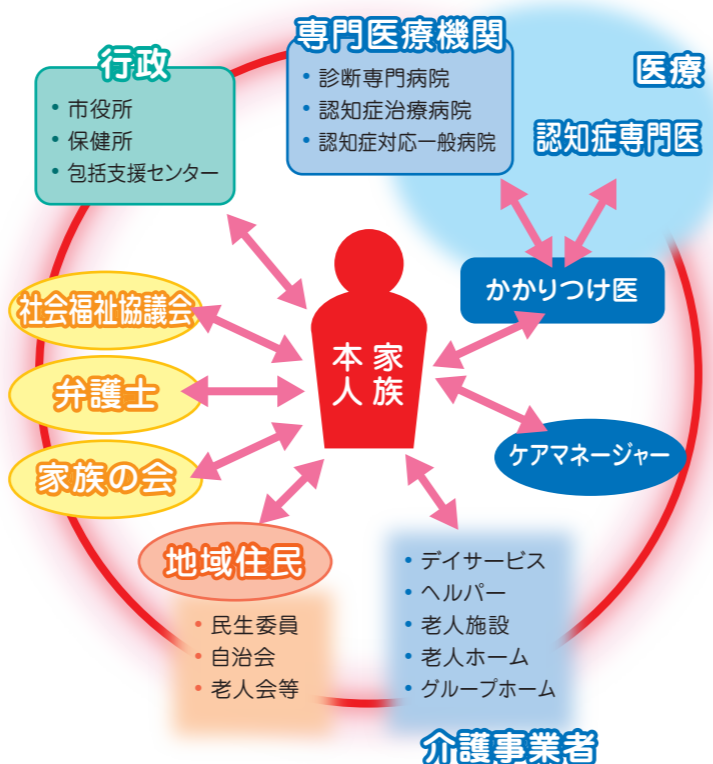 行政
・市役所
・保健所
・包括支援センター
専門医療機関
・診断専門病院
・認知症治療病院
・認知症対応一般病院
医療
認知症専門医
かかりつけ医
ケアマネージャー
家族
本人
社会福祉協議会
弁護士
家族の会
地域住民
・民生委員
・自治会
・老人会等
・デイサービス
・ヘルパー
・老人施設
・老人ホーム
・グループホーム
介護事業者